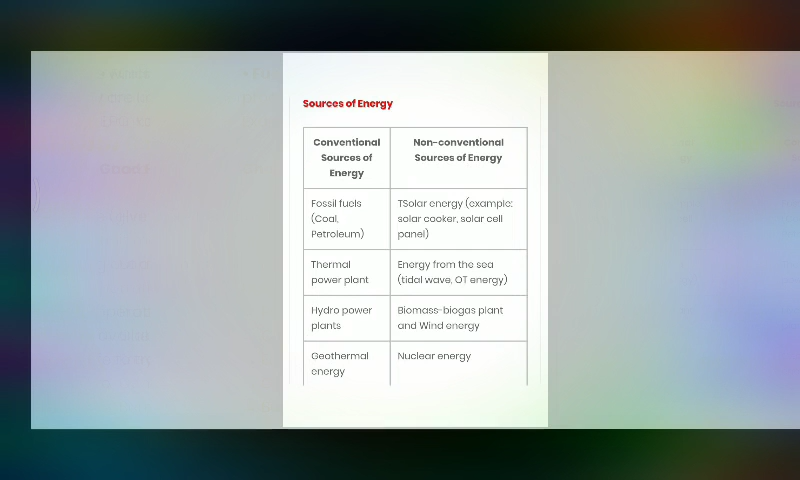 Sources of Energy
Conventional
Sources of
Energy
Non-conventional
Sources of Energy
Fossil fuels
(Coal,
Petroleum)
TSolar energy (example:
solar cooker, solar cell
panel)
Thermal
power plant
Energy from the sea
(tidal wave, OT energy)
Hydro power
plants
Biomass-biogas plant
and Wind energy
Geothermal
energy
Nuclear energy